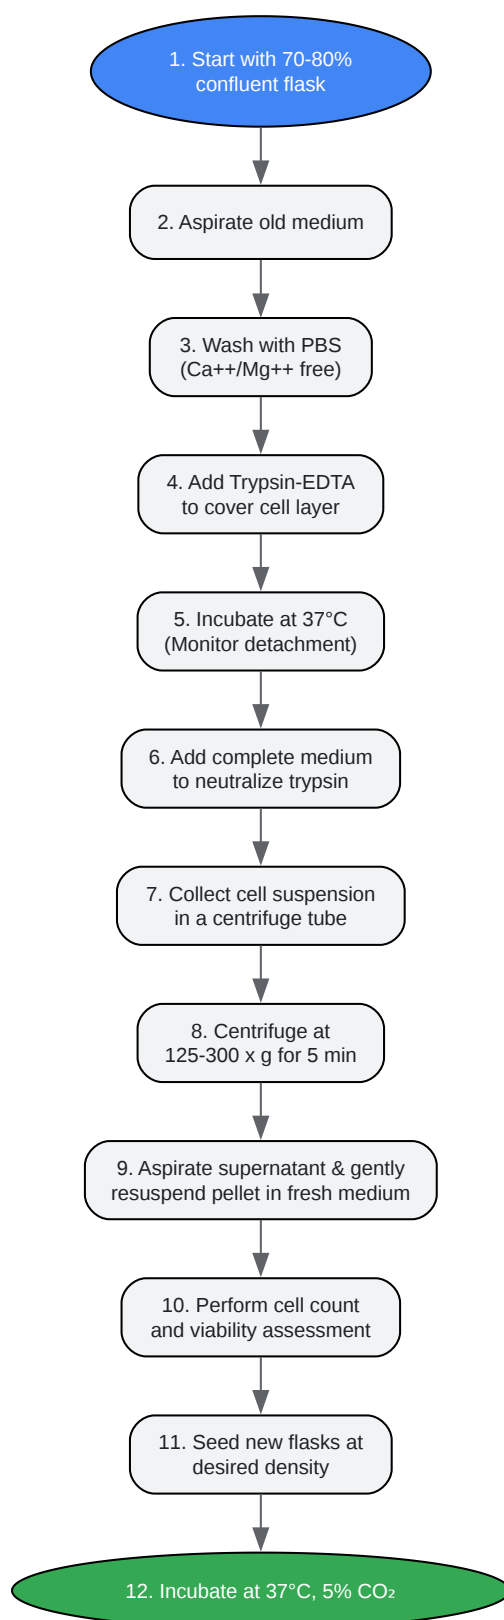 1. Start with 70-80%
confluent flask
2. Aspirate old medium
3. Wash with PBS
(Ca++/Mg++ free)
4. Add Trypsin-EDTA
to cover cell layer
5. Incubate at 37°C
(Monitor detachment)
6. Add complete medium
to neutralize trypsin
7. Collect cell suspension
in a centrifuge tube
8. Centrifuge at
125-300 x g for 5 min
9. Aspirate supernatant & gently
resuspend pellet in fresh medium
10. Perform cell count
and viability assessment
11. Seed new flasks at
desired density
12. Incubate at 37°C, 5% CO₂